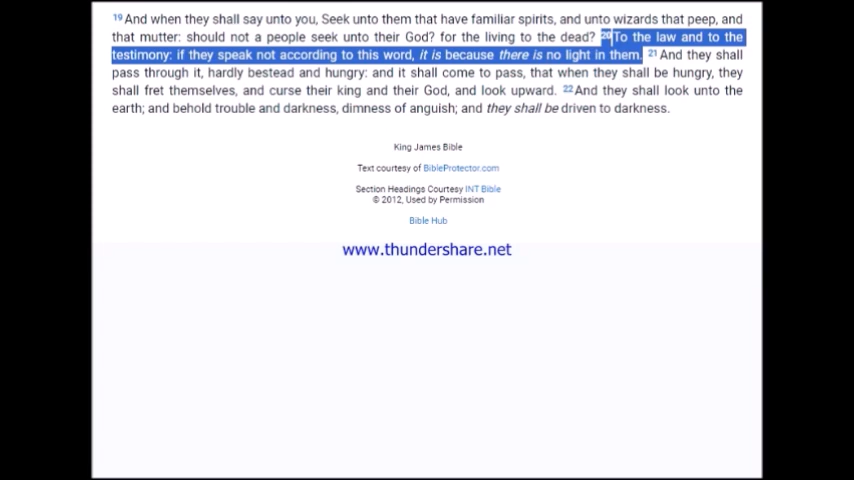 19 And when they shall say unto you, Seek unto them that have familiar spirits, and unto wizards that peep, and
that mutter: should not a people seek unto their God? for the living to the dead? 20 To the law and to the
testimony: if they speak not according to this word, it is because there is no light in them. 21 And they shall
pass through it, hardly bestead and hungry: and it shall come to pass, that when they shall be hungry, they
shall fret themselves, and curse their king and their God, and look upward. 22 And they shall look unto the
earth; and behold trouble and darkness, dimness of anguish; and they shall be driven to darkness.
King James Bible
Text courtesy of BibleProtector.com
Section Headings Courtesy INT Bible
© 2012, Used by Permission
Bible Hub
www.thundershare.net